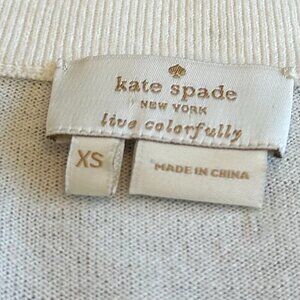 kate spade
NEW YORK
live colorfully
XS
MADE IN CHINA